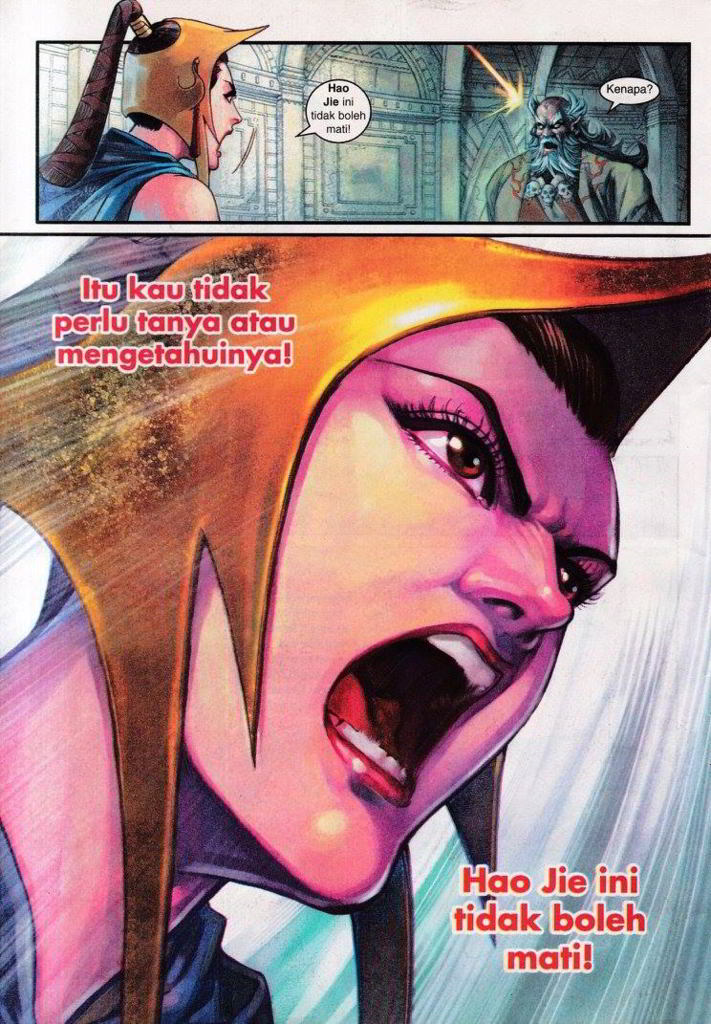 Hao
Jie ini
tidak boleh
mati!
Kenapa?
Itu kau tidak
perlu tanya atau
mengetahuinya!
Hao Jie ini
tidak boleh
mati!